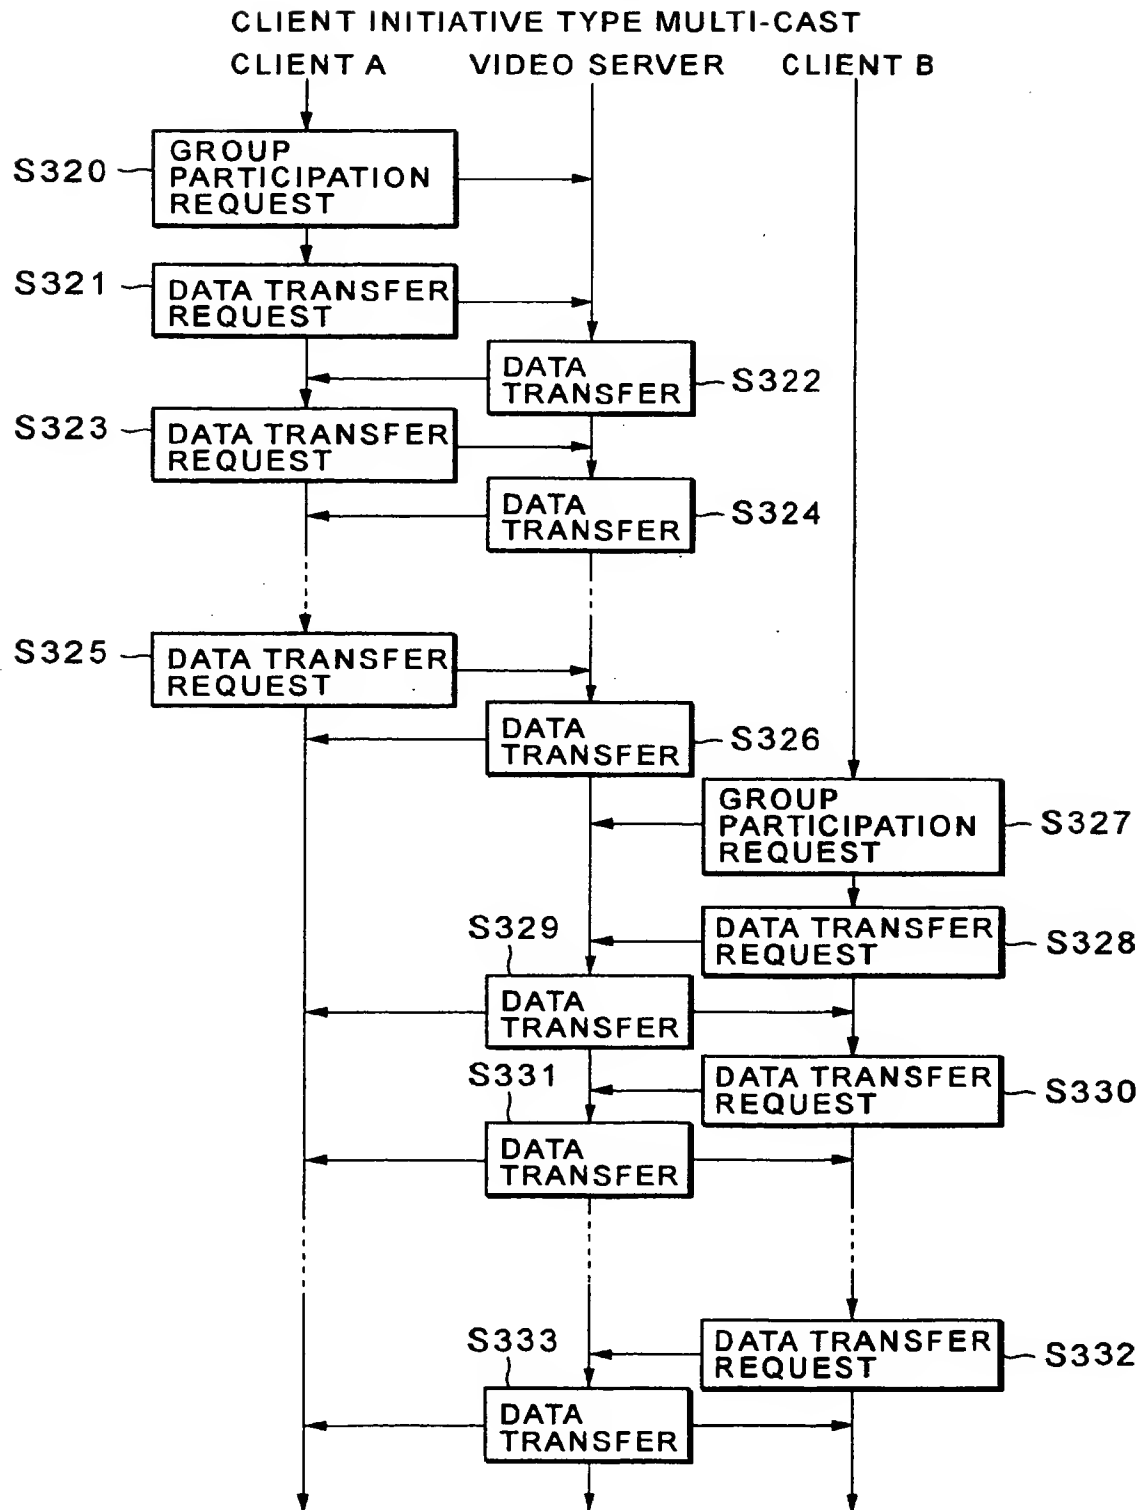 CLIENT INITIATIVE TYPE MULTI-CAST
CLIENT A
VIDEO SERVER
CLIENT B
S320
GROUP
PARTICIPATION
REQUEST
S321
DATA TRANSFER
REQUEST
DATA
TRANSFER
S322
S323
DATA TRANSFER
REQUEST
DATA
TRANSFER
S324
S325
DATA TRANSFER
REQUEST
DATA
TRANSFER
S326
GROUP
PARTICIPATION
REQUEST
S327
DATA TRANSFER
REQUEST
S328
S329
DATA
TRANSFER
DATA TRANSFER
REQUEST
S330
S331
DATA
TRANSFER
DATA TRANSFER
REQUEST
S332
S333
DATA
TRANSFER